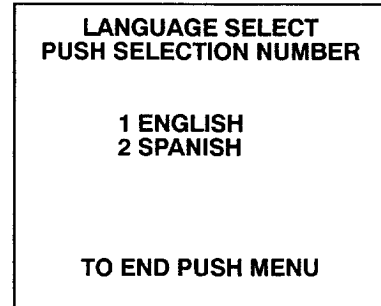 LANGUAGE SELECT
PUSH SELECTION NUMBER
1 ENGLISH
2 SPANISH
TO END PUSH MENU